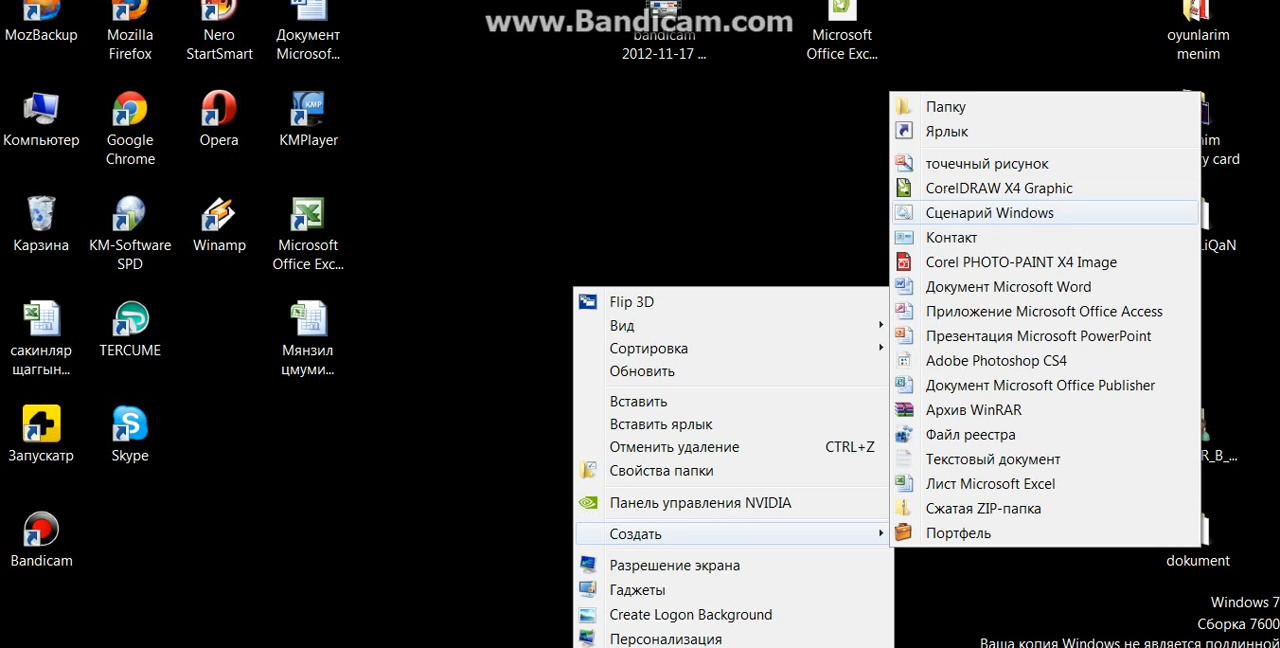 www.Bandicam.com
MozBackup
Mozilla
Firefox
Nero
StartSmart
Документ
Microsof...
bandicam
2012-11-17 ...
Microsoft
Office Exc...
oyunlarim
menim
Компьютер
Google
Chrome
Opera
KMPlayer
Карзина
KM-Software
SPD
Winamp
Microsoft
Office Exc...
сакинляр
щаггын...
TERCUME
Мянзил
цмуми...
Запускатр
Skype
Bandicam
Flip 3D
Вид
Сортировка
Обновить
Вставить
Вставить ярлык
Отменить удаление CTRL+Z
Свойства папки
Панель управления NVIDIA
Создать
Разрешение экрана
Гаджеты
Create Logon Background
Персонализация
Папку
Ярлык
точечный рисунок
CorelDRAW X4 Graphic
Сценарий Windows
Контакт
Corel PHOTO-PAINT X4 Image
Документ Microsoft Word
Приложение Microsoft Office Access
Презентация Microsoft PowerPoint
Adobe Photoshop CS4
Документ Microsoft Office Publisher
Архив WinRAR
Файл реестра
Текстовый документ
Лист Microsoft Excel
Сжатая ZIP-папка
Портфель
card
dokument
Windows 7
Сборка 7600
Ваша копия Windows не является подлинной